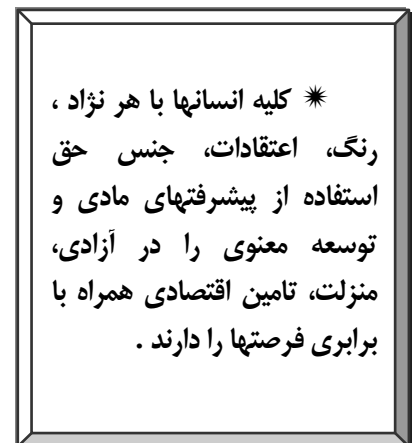 ✷ کلیه انسانها با هر نژاد ،
رنگ، اعتقادات، جنس حق
استفاده از پیشرفتهای مادی و
توسعه معنوی را در آزادی،
منزلت، تامین اقتصادی همراه با
برابری فرصتها را دارند .